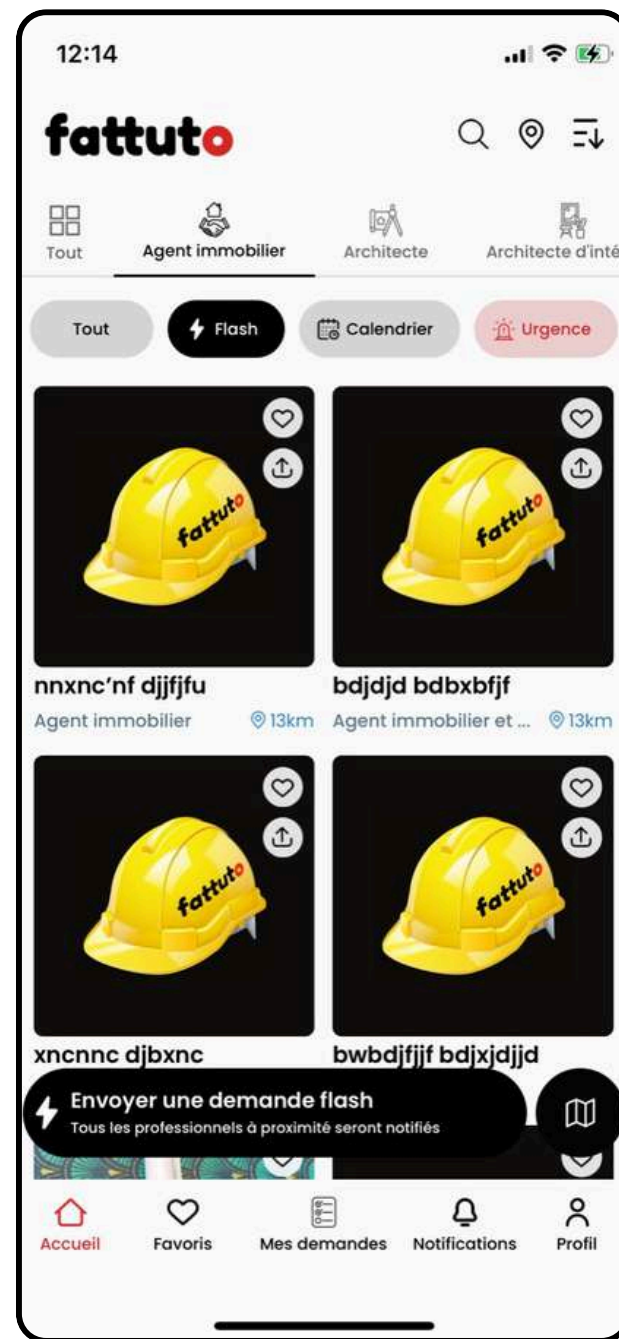 12:14
fattuto
Tout
Agent immobilier
Architecte
Architecte d'inté
Tout
Flash
Calendrier
Urgence
fattuto
fattuto
nnxnc'nf djjfjfu
bdjdjd bdbxbfjf
Agent immobilier
13km
Agent immobilier et ...
13km
fattuto
fattuto
xncnnc djbxnc
bwbdjfjjf bdjxjdjjd
Envoyer une demande flash
Tous les professionnels à proximité seront notifiés
Accueil
Favoris
Mes demandes
Notifications
Profil